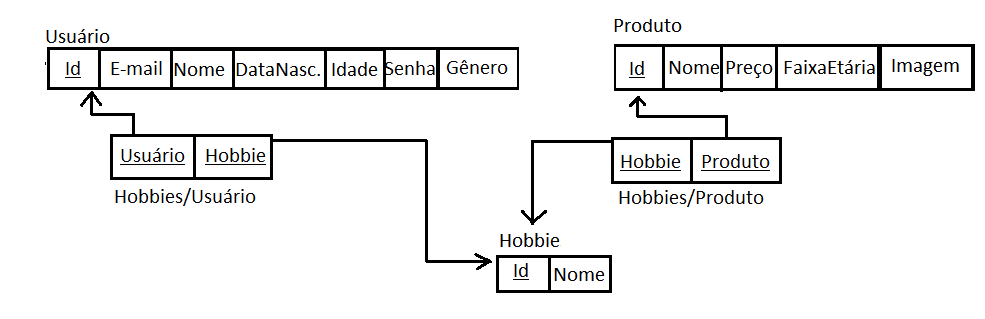 Usuário
Id E-mail Nome DataNasc. Idade Senha Gênero
Produto
Id Nome Preço FaixaEtária Imagem
Usuário Hobbie
Hobbies/Usuário
Hobbie Produto
Hobbies/Produto
Hobbie
Id Nome